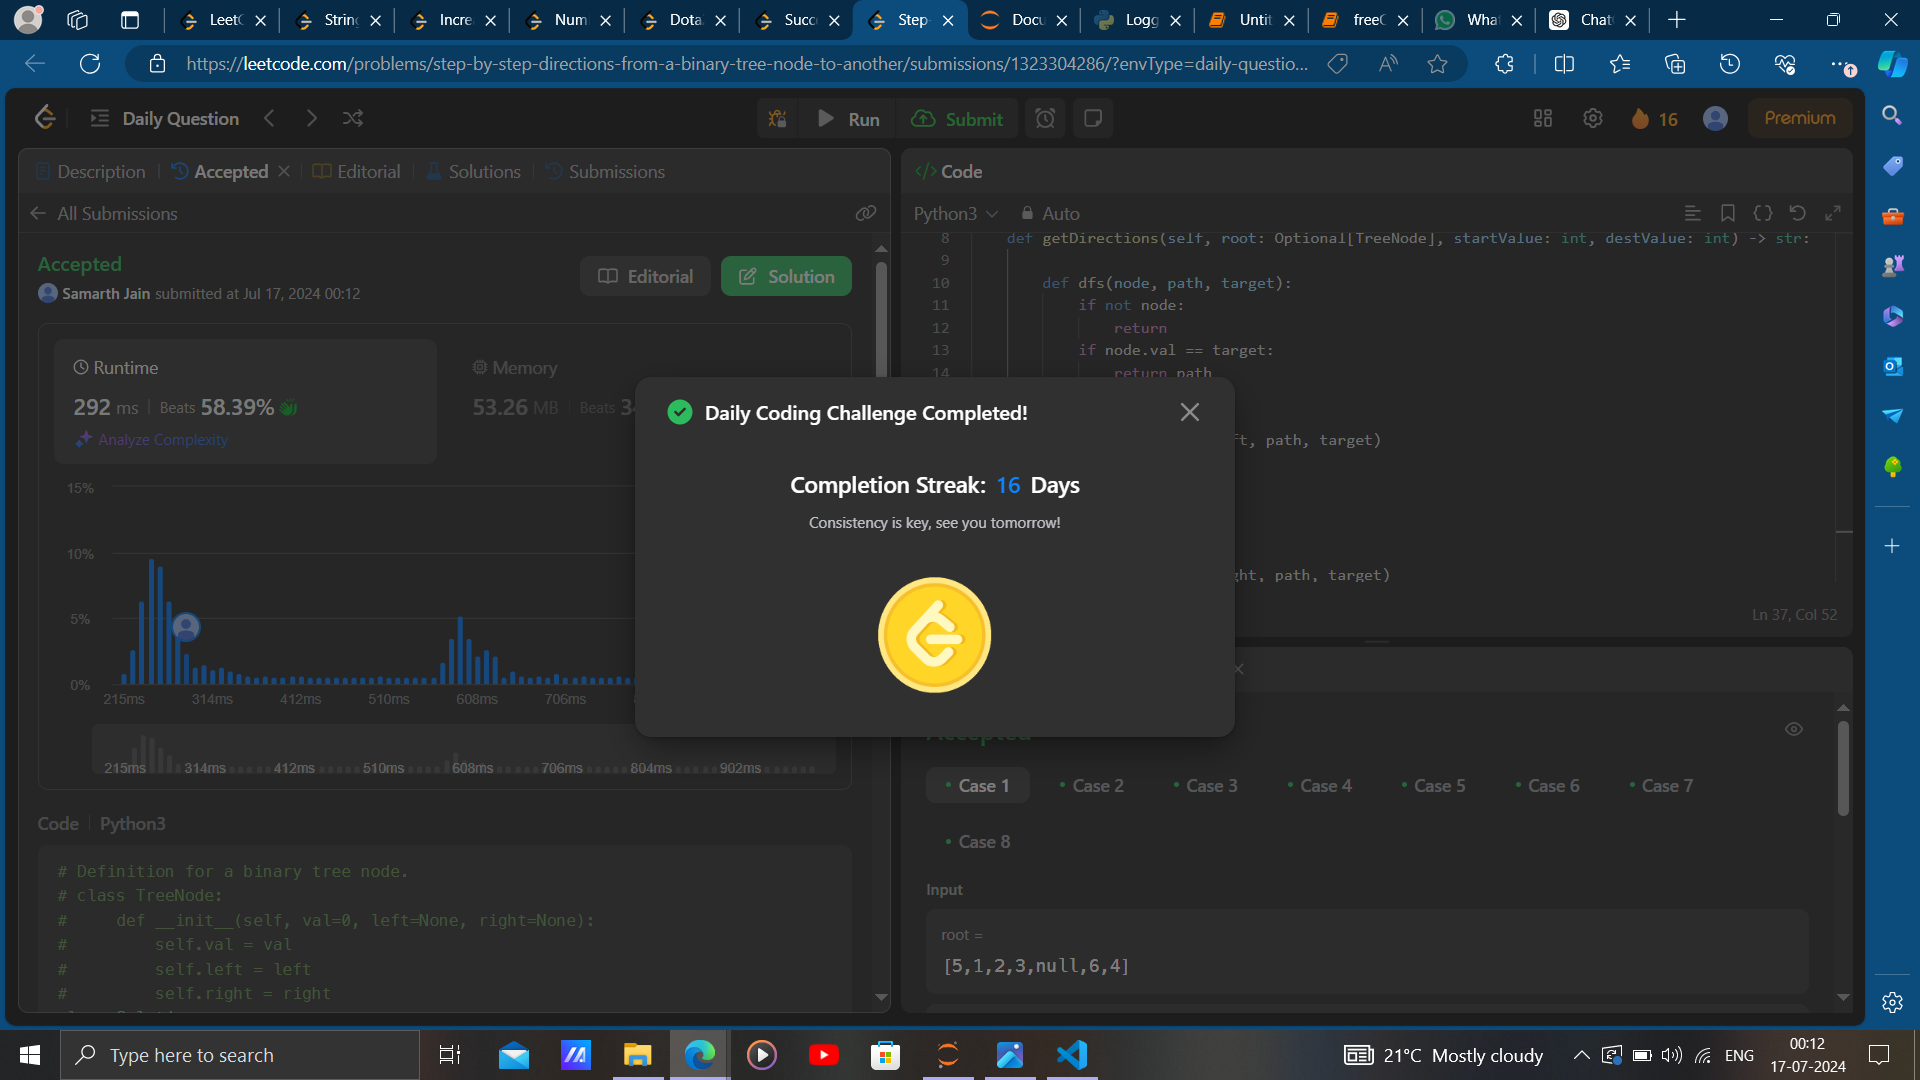 LeetC
String
Incre
Num
Dota
Succ
Step-
Docu
Logg
Untit
freeC
What
Chat
https://leetcode.com/problems/step-by-step-directions-from-a-binary-tree-node-to-another/submissions/1323304286/?envType=daily-questio...
Daily Question
Run
Submit
16
Premium
Description
Accepted
Editorial
Solutions
Submissions
All Submissions
Accepted
Samarth Jain submitted at Jul 17, 2024 00:12
Editorial
Solution
Runtime
292 ms
Beats 58.39%
Analyze Complexity
Memory
53.26 MB
Beats
15%
10%
5%
0%
215ms 314ms 412ms 510ms 608ms 706ms
215ms 314ms 412ms 510ms 608ms 706ms 804ms 902ms
Code Python3
# Definition for a binary tree node.
# class TreeNode:
# def __init__(self, val=0, left=None, right=None):
# self.val = val
# self.left = left
# self.right = right
</> Code
Python3
Auto
8 def getDirections(self, root: Optional[TreeNode], startValue: int, destValue: int) -> str:
9
10 def dfs(node, path, target):
11 if not node:
12 return
13 if node.val == target:
14 return path
ft, path, target)
ght, path, target)
Ln 37, Col 52
Daily Coding Challenge Completed!
Completion Streak: 16 Days
Consistency is key, see you tomorrow!
Accepted
Case 1
Case 2
Case 3
Case 4
Case 5
Case 6
Case 7
Case 8
Input
root =
[5,1,2,3,null,6,4]
Type here to search
21°C Mostly cloudy
ENG
00:12
17-07-2024